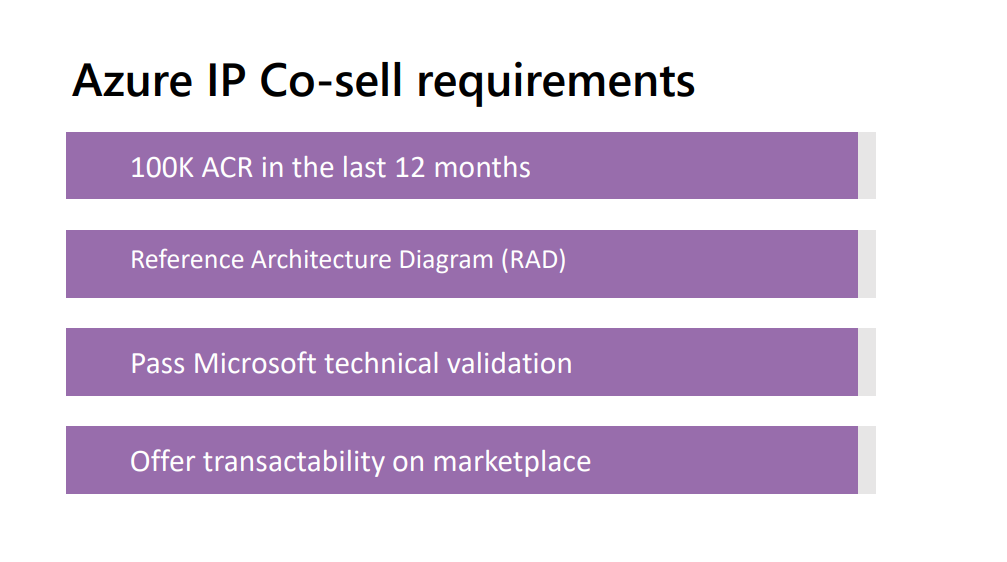 Azure IP Co-sell requirements
100K ACR in the last 12 months
Reference Architecture Diagram (RAD)
Pass Microsoft technical validation
Offer transactability on marketplace